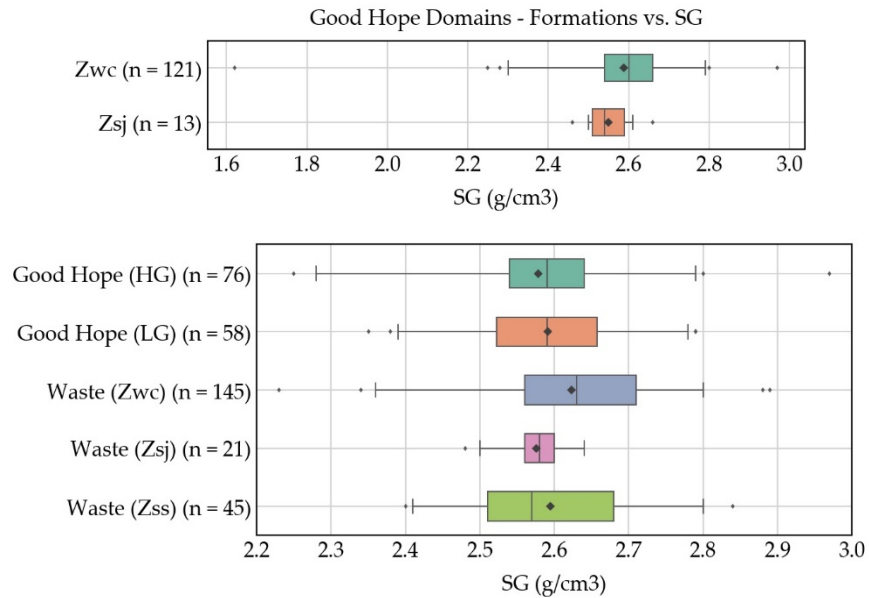 Good Hope Domains - Formations vs. SG
Zwc (n = 121)
Zsj (n = 13)
1.6 1.8 2.0 2.2 2.4 2.6 2.8 3.0
SG (g/cm3)
Good Hope (HG) (n = 76)
Good Hope (LG) (n = 58)
Waste (Zwc) (n = 145)
Waste (Zsj) (n = 21)
Waste (Zss) (n = 45)
2.2 2.3 2.4 2.5 2.6 2.7 2.8 2.9 3.0
SG (g/cm3)